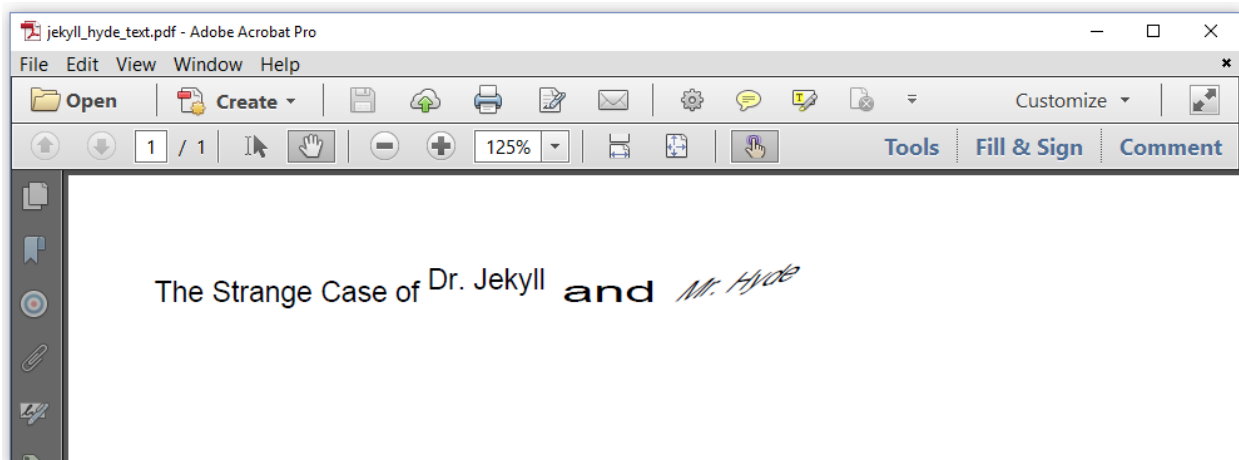 jekyll_hyde_text.pdf - Adobe Acrobat Pro
File Edit View Window Help
Open Create Customize
1 / 1 125% Tools Fill & Sign Comment
The Strange Case of Dr. Jekyll and Mr. Hyde